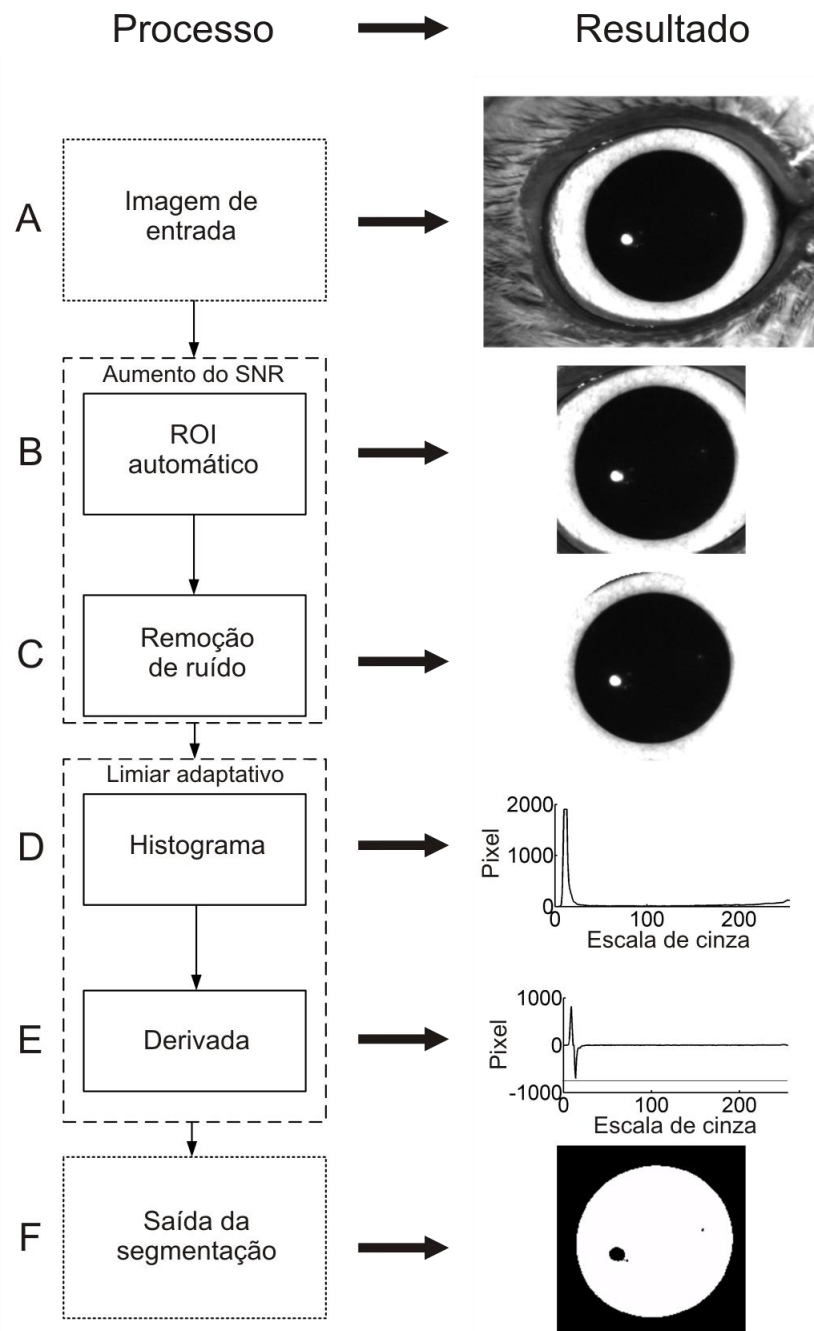 Processo
Resultado
A
Imagem de
entrada
Aumento do SNR
B
ROI
automático
C
Remoção
de ruído
Limiar adaptativo
D
Histograma
2000
1000
0
Pixel
0
100
200
Escala de cinza
E
Derivada
1000
0
-1000
Pixel
0
100
200
Escala de cinza
F
Saída da
segmentação